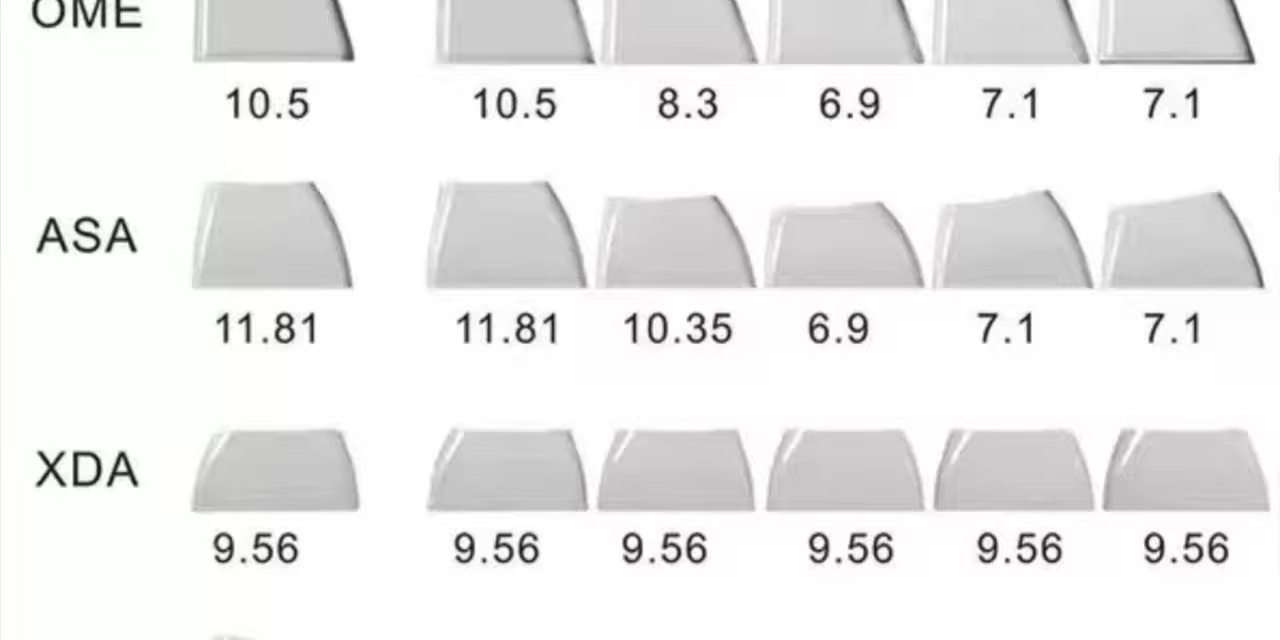 OME
10.5 10.5 8.3 6.9 7.1 7.1
ASA
11.81 11.81 10.35 6.9 7.1 7.1
XDA
9.56 9.56 9.56 9.56 9.56 9.56